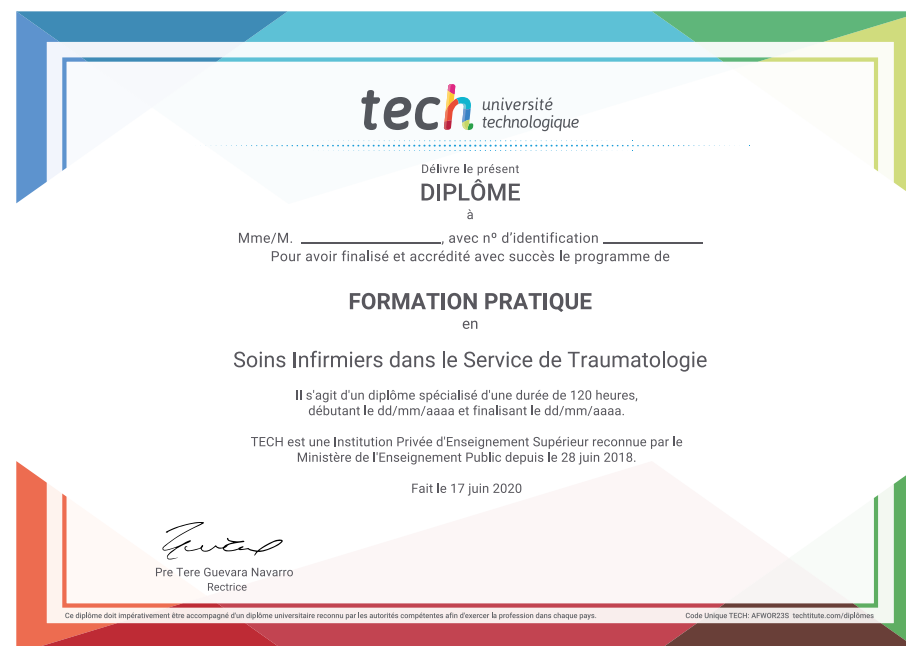 tech université
technologique
Délivre le présent
DIPLÔME
à
Mme/M. ____________________, avec nº d'identification ______________
Pour avoir finalisé et accrédité avec succès le programme de
FORMATION PRATIQUE
en
Soins Infirmiers dans le Service de Traumatologie
Il s'agit d'un diplôme spécialisé d'une durée de 120 heures,
débutant le dd/mm/aaaa et finalisant le dd/mm/aaaa.
TECH est une Institution Privée d'Enseignement Supérieur reconnue par le
Ministère de l'Enseignement Public depuis le 28 juin 2018.
Fait le 17 juin 2020
Pre Tere Guevara Navarro
Rectrice
Ce diplôme doit impérativement être accompagné d'un diplôme universitaire reconnu par les autorités compétentes afin d'exercer la profession dans chaque pays.
Code Unique TECH: AFWOR23S techtitute.com/diplômes